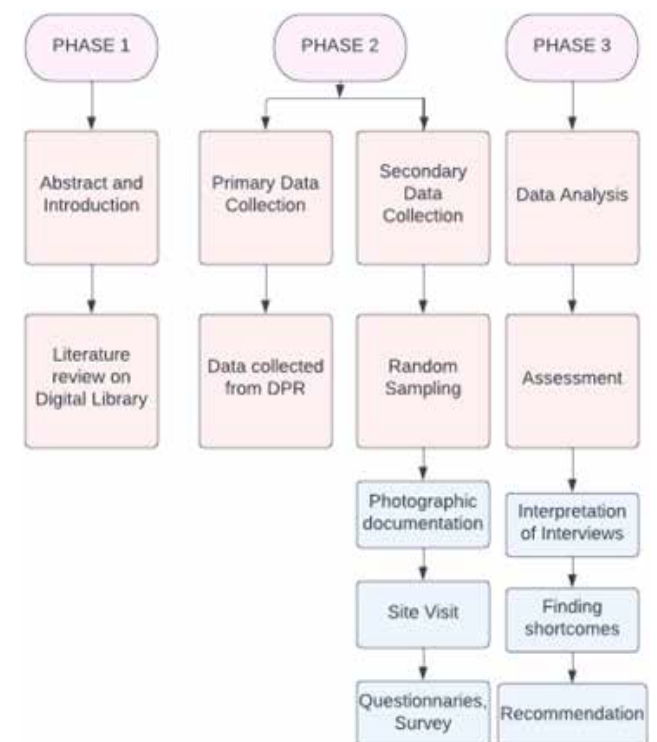 PHASE 1
Abstract and
Introduction
Literature
review on
Digital Library
PHASE 2
Primary Data
Collection
Data collected
from DPR
Secondary
Data
Collection
Random
Sampling
Photographic
documentation
Site Visit
Questionnaries,
Survey
PHASE 3
Data Analysis
Assessment
Interpretation
of Interviews
Finding
shortcomes
Recommendation